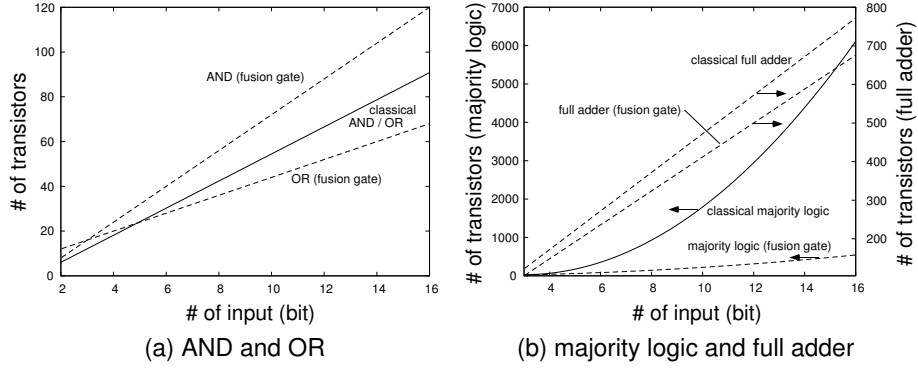 120
100
80
60
40
20
0
# of transistors
AND (fusion gate)
classical
AND / OR
OR (fusion gate)
2 4 6 8 10 12 14 16
# of input (bit)
(a) AND and OR
7000
6000
5000
4000
3000
2000
1000
0
# of transistors (majority logic)
classical full adder
full adder (fusion gate)
classical majority logic
majority logic (fusion gate)
800
700
600
500
400
300
200
# of transistors (full adder)
4 6 8 10 12 14 16
# of input (bit)
(b) majority logic and full adder